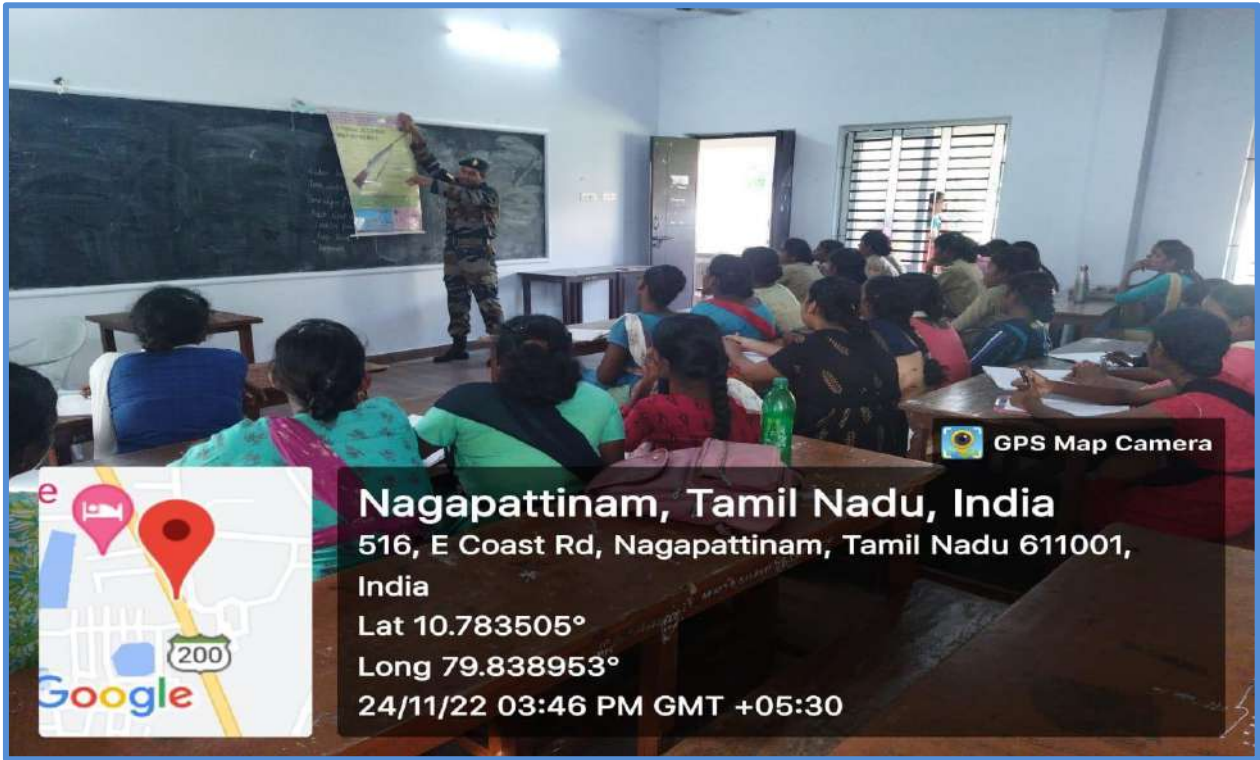 GPS Map Camera
Nagapattinam, Tamil Nadu, India
516, E Coast Rd, Nagapattinam, Tamil Nadu 611001,
India
Lat 10.783505°
Long 79.838953°
24/11/22 03:46 PM GMT +05:30
e
200
Google